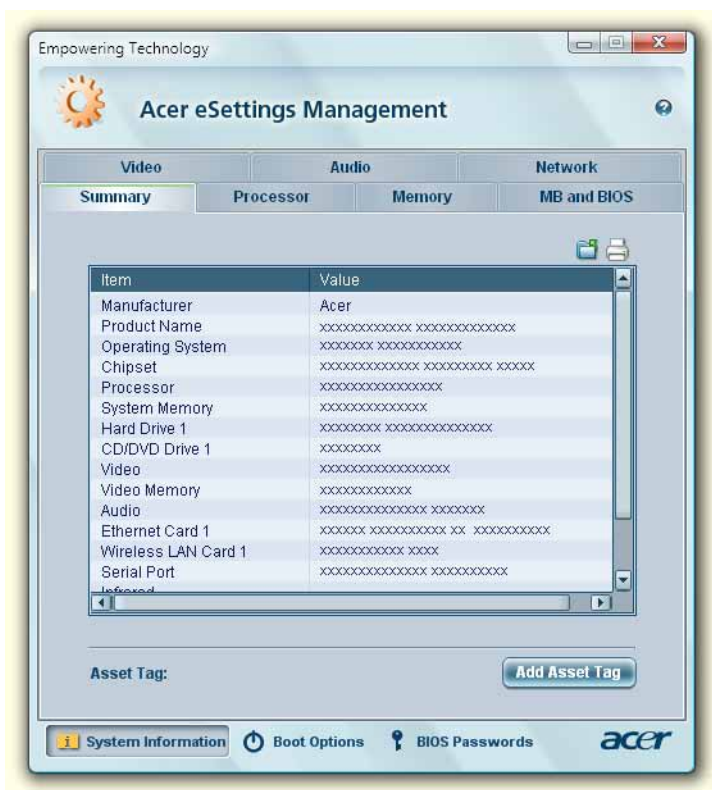 Empowering Technology
Acer eSettings Management
Video Audio Network
Summary Processor Memory MB and BIOS
Item Value
Manufacturer Acer
Product Name xxxxxxxxxxxx xxxxxxxxxxxxx
Operating System xxxxxxx xxxxxxxxxxx
Chipset xxxxxxxxxxxxx xxxxxxxxx xxxxx
Processor xxxxxxxxxxxxxxxx
System Memory xxxxxxxxxxxxxx
Hard Drive 1 xxxxxxxx xxxxxxxxxxxxxx
CD/DVD Drive 1 xxxxxxxx
Video xxxxxxxxxxxxxxxxx
Video Memory xxxxxxxxxxxx
Audio xxxxxxxxxxxxxx xxxxxxx
Ethernet Card 1 xxxxxx xxxxxxxxxx xx xxxxxxxxxx
Wireless LAN Card 1 xxxxxxxxxxx xxxx
Serial Port xxxxxxxxxxxxxx xxxxxxxxxx
Infrared
Asset Tag: Add Asset Tag
System Information Boot Options BIOS Passwords acer